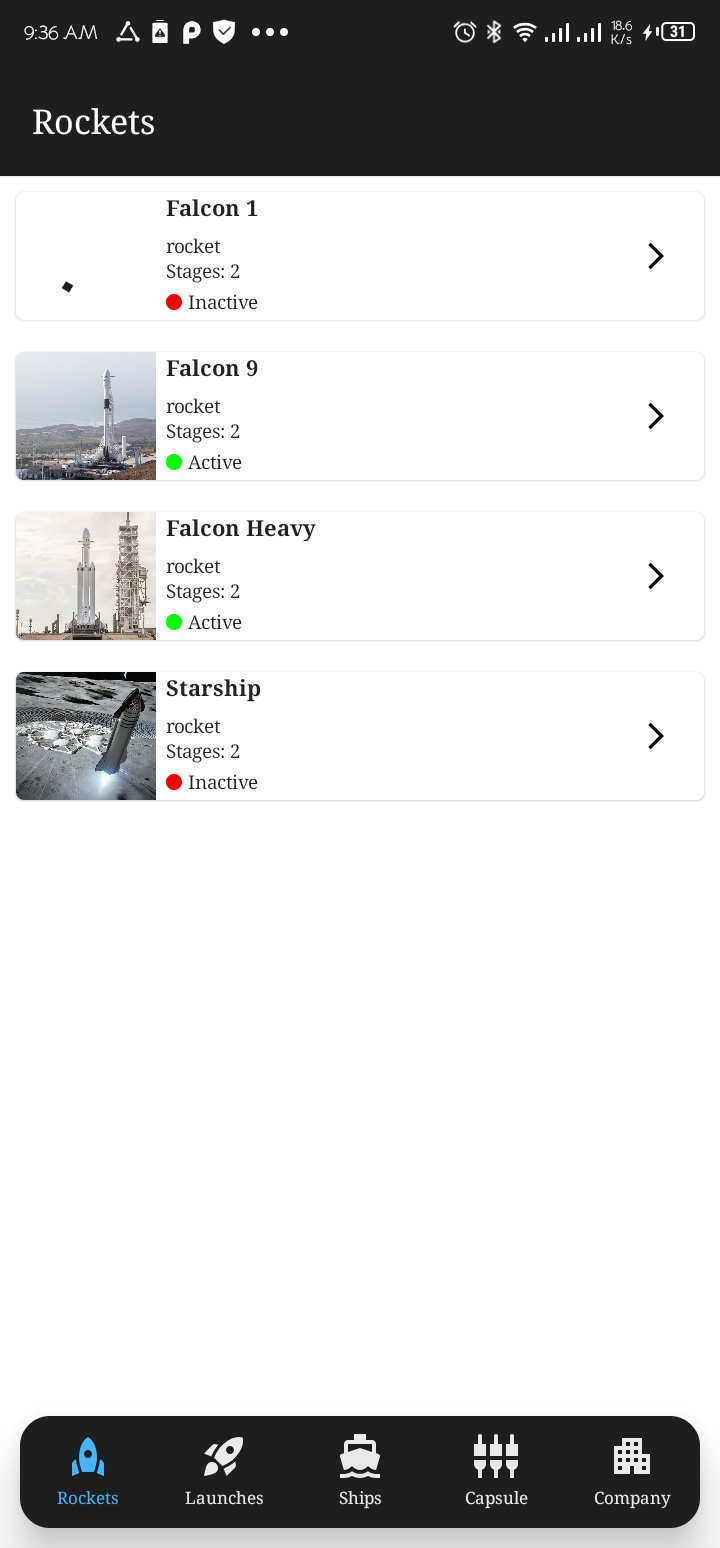 9:36 AM
18.6
K/s
31
Rockets
Falcon 1
rocket
Stages: 2
Inactive
Falcon 9
rocket
Stages: 2
Active
Falcon Heavy
rocket
Stages: 2
Active
Starship
rocket
Stages: 2
Inactive
Rockets Launches Ships Capsule Company